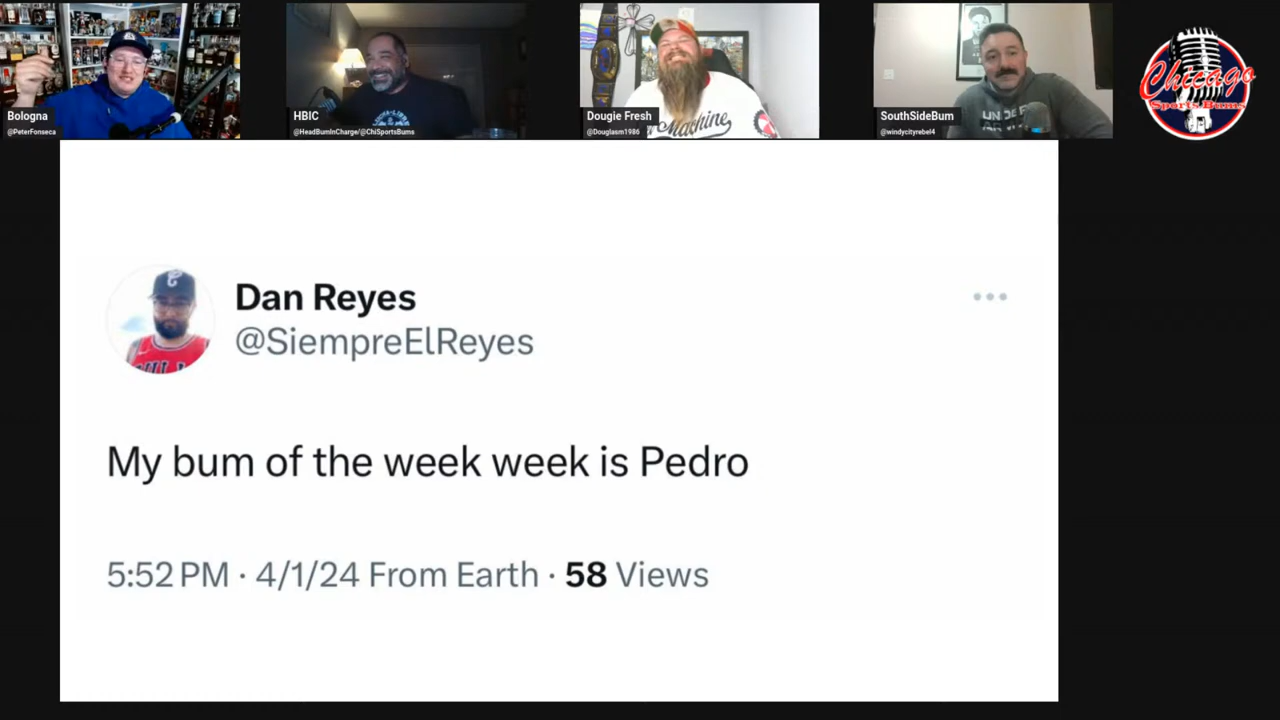 Bologna
@PeterFonseca
HBIC
@HeadBumInCharge/@ChiSportsBums
Dougie Fresh
@Douglasm1986
Machine
SouthSideBum
@windycityrebel4
Chicago
Sports Bums
Dan Reyes
@SiempreElReyes
My bum of the week week is Pedro
5:52 PM · 4/1/24 From Earth · 58 Views